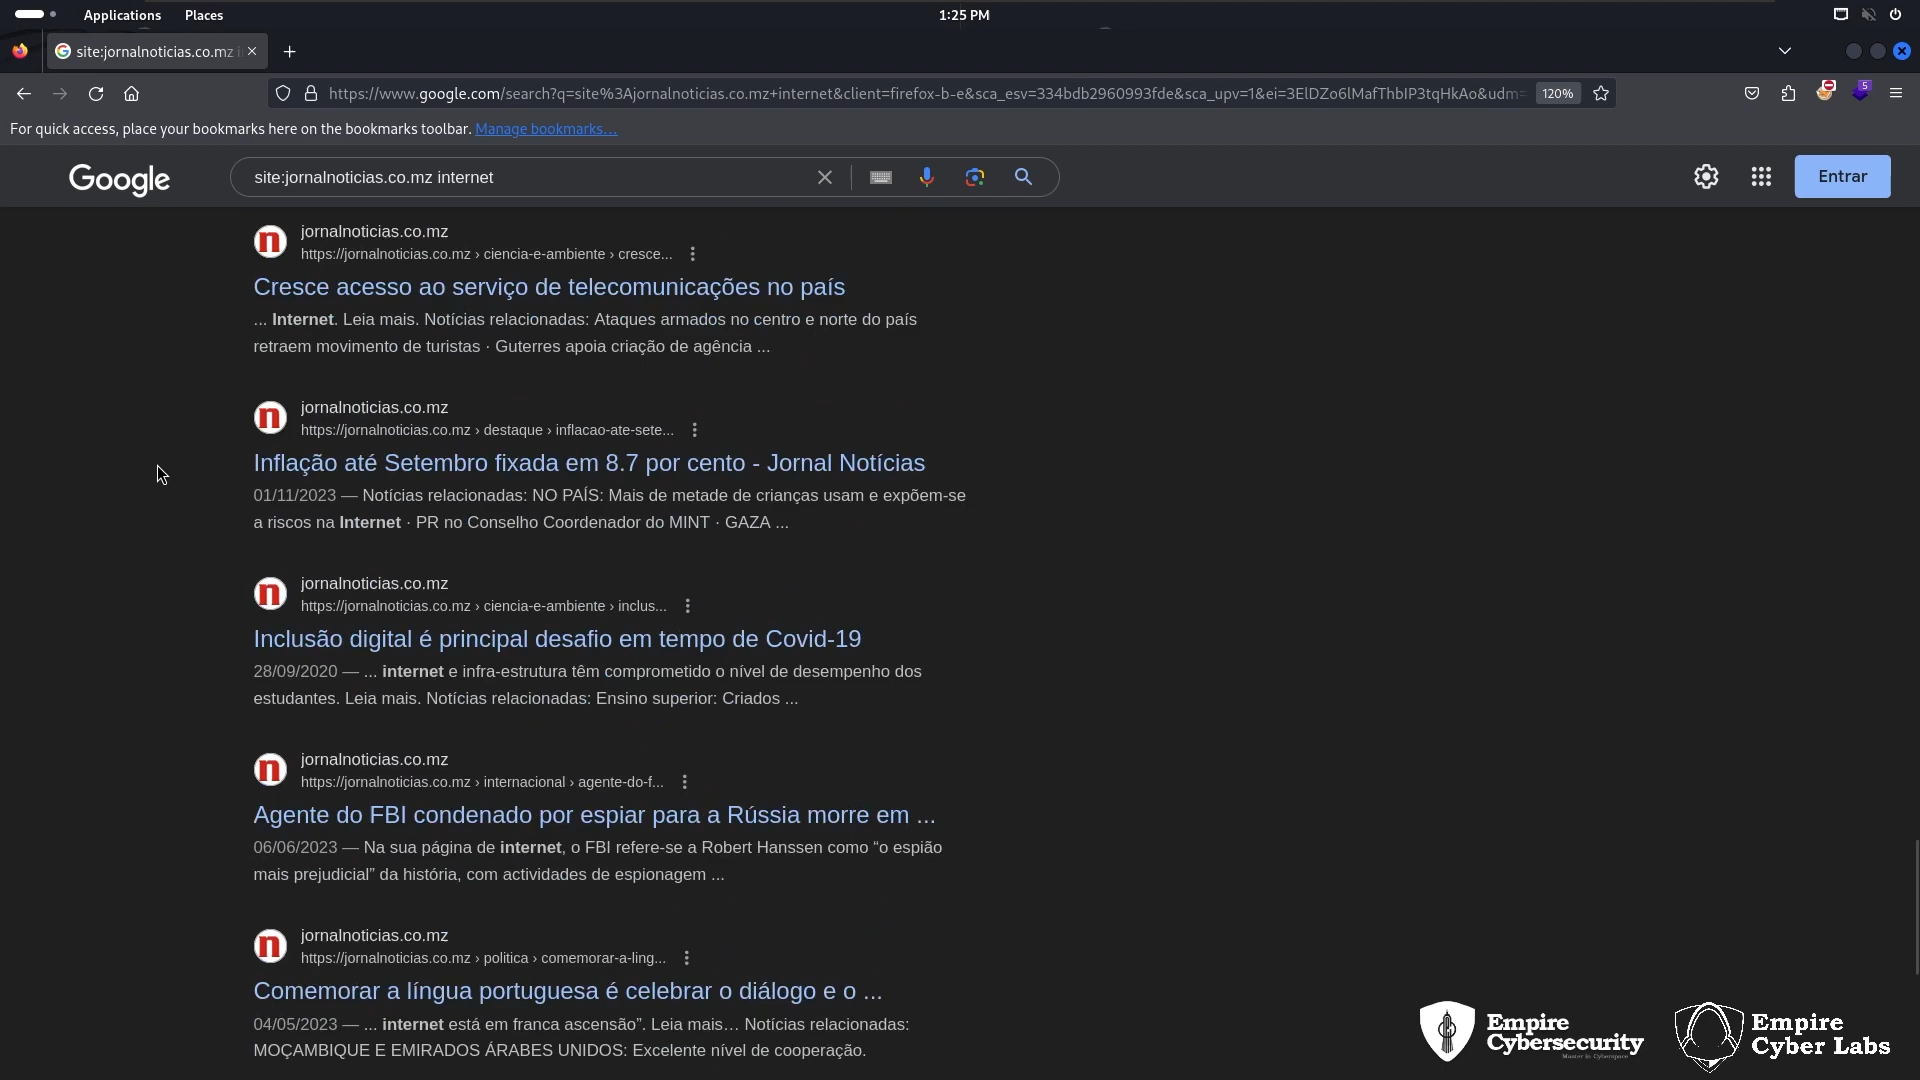 Applications Places 1:25 PM
site:jornalnoticias.co.mz i
https://www.google.com/search?q=site%3Ajornalnoticias.co.mz+internet&client=firefox-b-e&sca_esv=334bdb2960993fde&sca_upv=1&ei=3ElDZo6lMafThbIP3tqHkAo&udm= 120%
5
For quick access, place your bookmarks here on the bookmarks toolbar. Manage bookmarks…
Google site:jornalnoticias.co.mz internet Entrar
jornalnoticias.co.mz
https://jornalnoticias.co.mz › ciencia-e-ambiente › cresce...
Cresce acesso ao serviço de telecomunicações no país
... Internet. Leia mais. Notícias relacionadas: Ataques armados no centro e norte do país
retraem movimento de turistas · Guterres apoia criação de agência ...
jornalnoticias.co.mz
https://jornalnoticias.co.mz › destaque › inflacao-ate-sete...
Inflação até Setembro fixada em 8.7 por cento - Jornal Notícias
01/11/2023 — Notícias relacionadas: NO PAÍS: Mais de metade de crianças usam e expõem-se
a riscos na Internet · PR no Conselho Coordenador do MINT · GAZA ...
jornalnoticias.co.mz
https://jornalnoticias.co.mz › ciencia-e-ambiente › inclus...
Inclusão digital é principal desafio em tempo de Covid-19
28/09/2020 — ... internet e infra-estrutura têm comprometido o nível de desempenho dos
estudantes. Leia mais. Notícias relacionadas: Ensino superior: Criados ...
jornalnoticias.co.mz
https://jornalnoticias.co.mz › internacional › agente-do-f...
Agente do FBI condenado por espiar para a Rússia morre em ...
06/06/2023 — Na sua página de internet, o FBI refere-se a Robert Hanssen como “o espião
mais prejudicial” da história, com actividades de espionagem ...
jornalnoticias.co.mz
https://jornalnoticias.co.mz › politica › comemorar-a-ling...
Comemorar a língua portuguesa é celebrar o diálogo e o ...
04/05/2023 — ... internet está em franca ascensão”. Leia mais… Notícias relacionadas:
MOÇAMBIQUE E EMIRADOS ÁRABES UNIDOS: Excelente nível de cooperação.
Empire
Cybersecurity
Master in Cyberspace
Empire
Cyber Labs